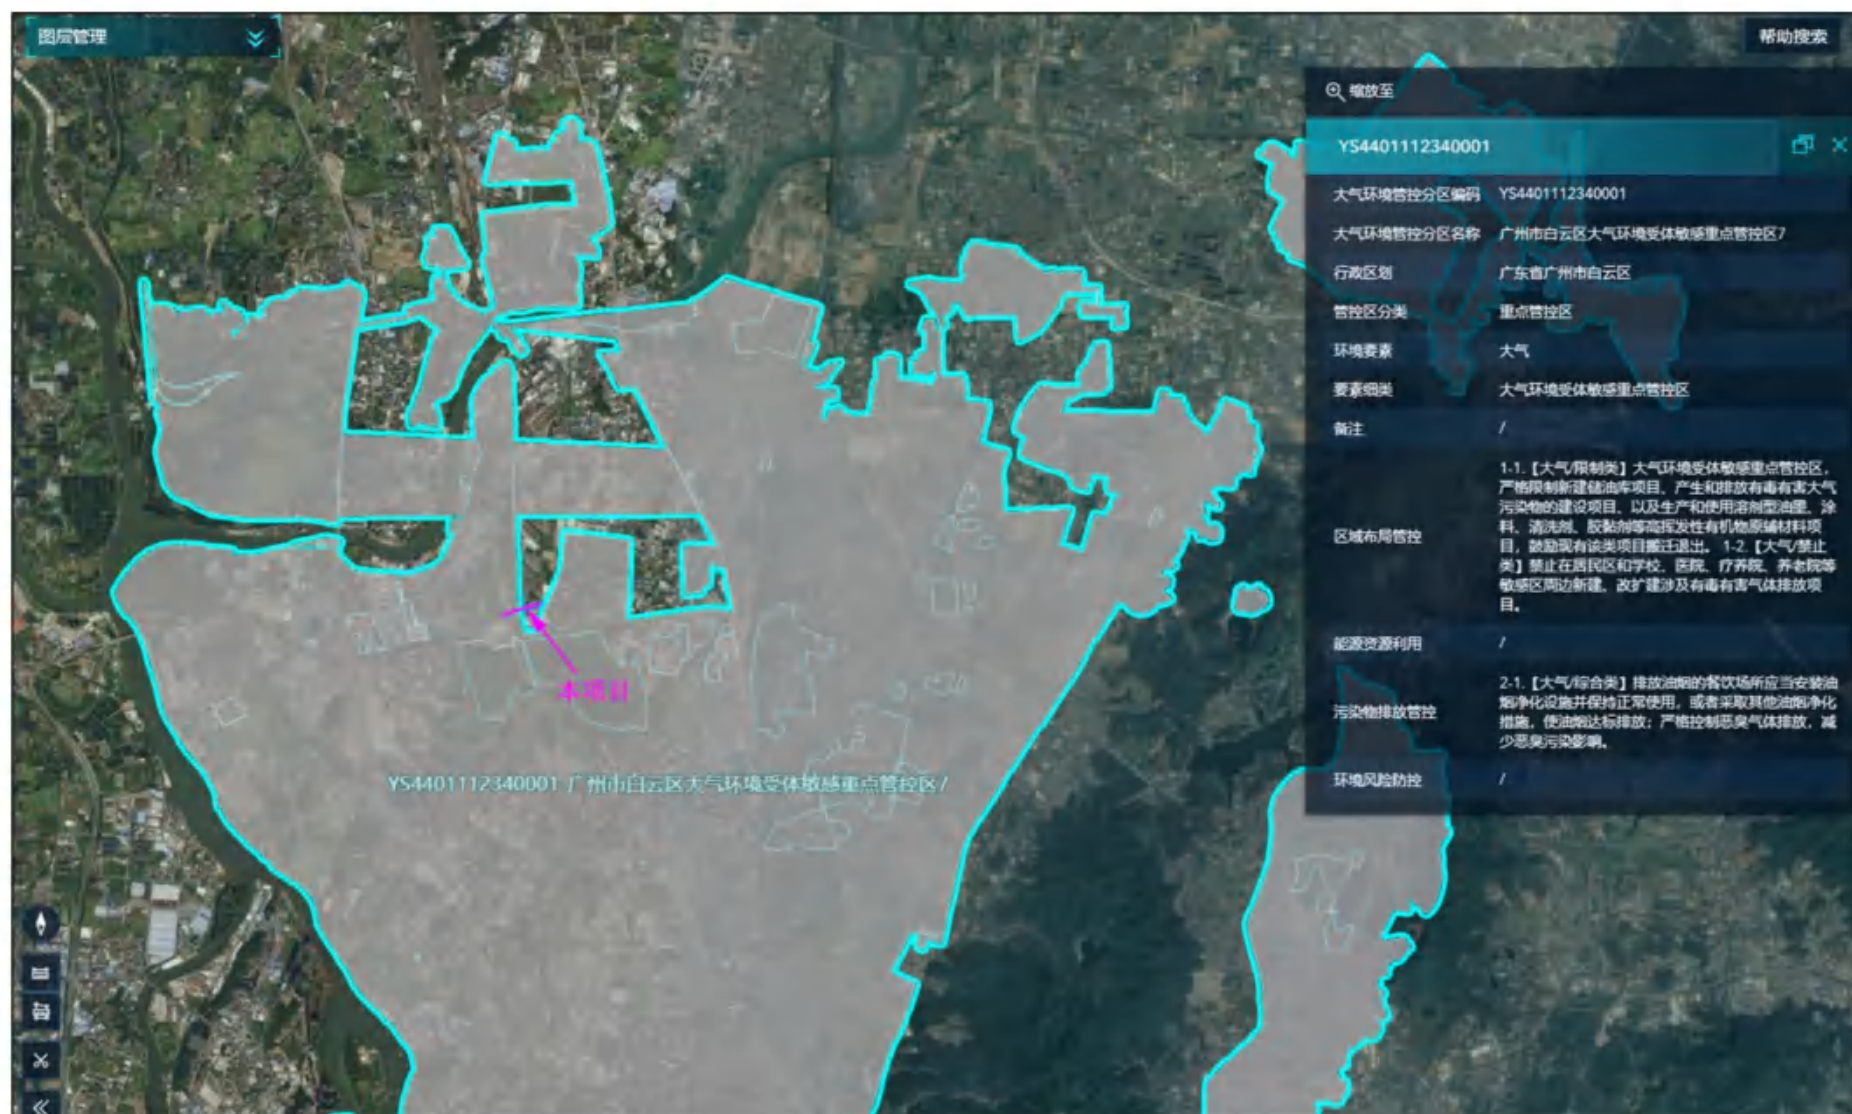 图层管理
帮助搜索
缩放至
YS4401112340001
大气环境管控分区编码 YS4401112340001
大气环境管控分区名称 广州市白云区大气环境受体敏感重点管控区7
行政区划 广东省广州市白云区
管控区分类 重点管控区
环境要素 大气
要素细类 大气环境受体敏感重点管控区
备注 /
区域布局管控
1-1.【大气/限制类】大气环境受体敏感重点管控区，
严格限制新建储油库项目、产生和排放有毒有害大气
污染物的建设项目、以及生产和使用溶剂型油墨、涂
料、清洗剂、胶黏剂等高挥发性有机物原辅材料项
目，鼓励现有该类项目搬迁退出。 1-2.【大气/禁止
类】禁止在居民区和学校、医院、疗养院、养老院等
敏感区周边新建、改扩建涉及有毒有害气体排放项
目。
能源资源利用 /
污染物排放管控
2-1.【大气/综合类】排放油烟的餐饮场所应当安装油
烟净化设施并保持正常使用，或者采取其他油烟净化
措施，使油烟达标排放；严格控制恶臭气体排放，减
少恶臭污染影响。
环境风险防控 /
本项目
YS4401112340001 广州市白云区大气环境受体敏感重点管控区7